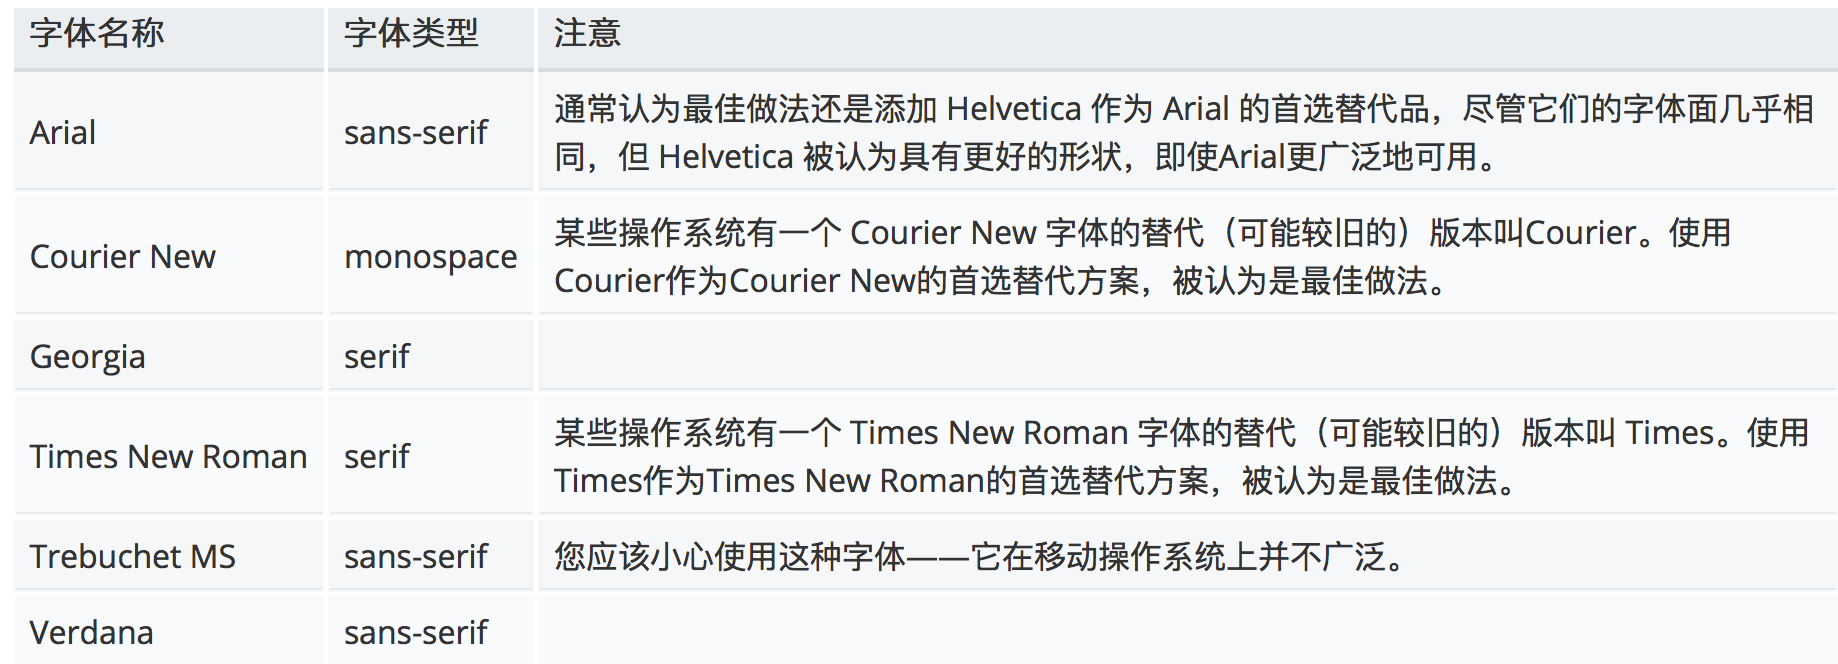 字体名称 字体类型 注意
Arial sans-serif 通常认为最佳做法还是添加 Helvetica 作为 Arial 的首选替代品，尽管它们的字体面几乎相
同，但 Helvetica 被认为具有更好的形状，即使Arial更广泛地可用。
Courier New monospace 某些操作系统有一个 Courier New 字体的替代（可能较旧的）版本叫Courier。使用
Courier作为Courier New的首选替代方案，被认为是最佳做法。
Georgia serif
Times New Roman serif 某些操作系统有一个 Times New Roman 字体的替代（可能较旧的）版本叫 Times。使用
Times作为Times New Roman的首选替代方案，被认为是最佳做法。
Trebuchet MS sans-serif 您应该小心使用这种字体——它在移动操作系统上并不广泛。
Verdana sans-serif